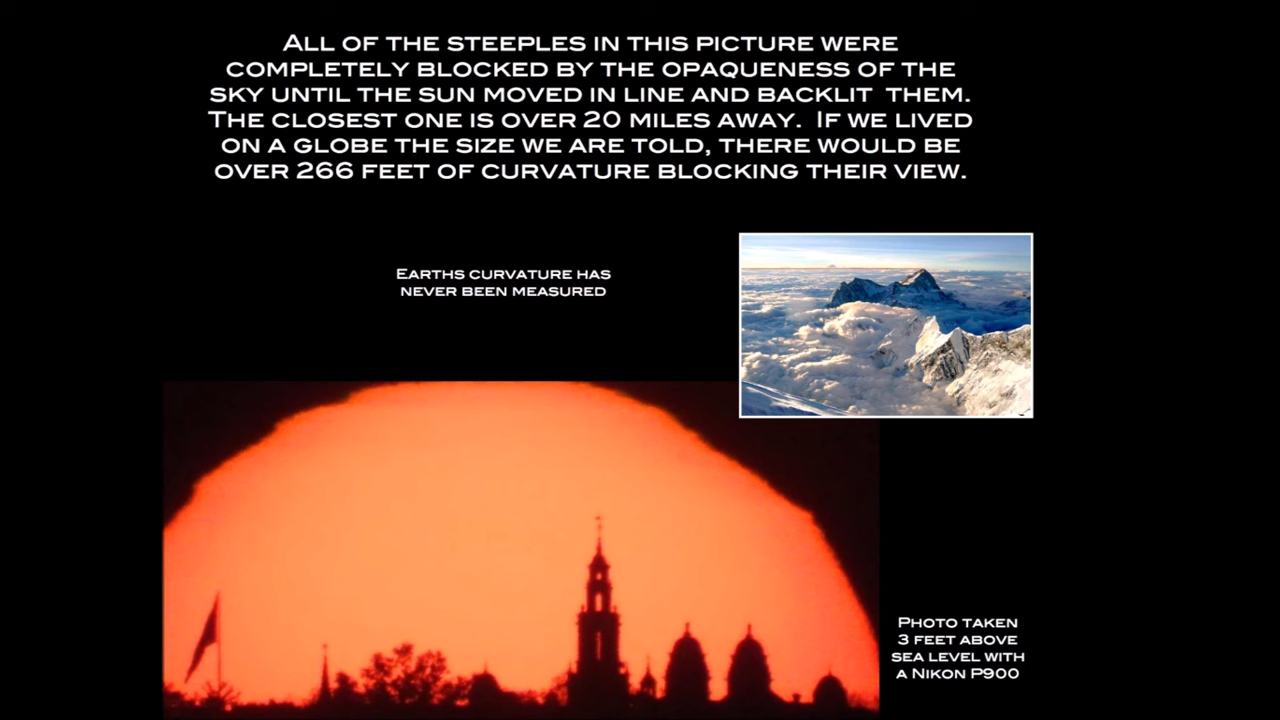 ALL OF THE STEEPLES IN THIS PICTURE WERE
COMPLETELY BLOCKED BY THE OPAQUENESS OF THE
SKY UNTIL THE SUN MOVED IN LINE AND BACKLIT THEM.
THE CLOSEST ONE IS OVER 20 MILES AWAY. IF WE LIVED
ON A GLOBE THE SIZE WE ARE TOLD, THERE WOULD BE
OVER 266 FEET OF CURVATURE BLOCKING THEIR VIEW.
EARTHS CURVATURE HAS
NEVER BEEN MEASURED
PHOTO TAKEN
3 FEET ABOVE
SEA LEVEL WITH
A NIKON P900